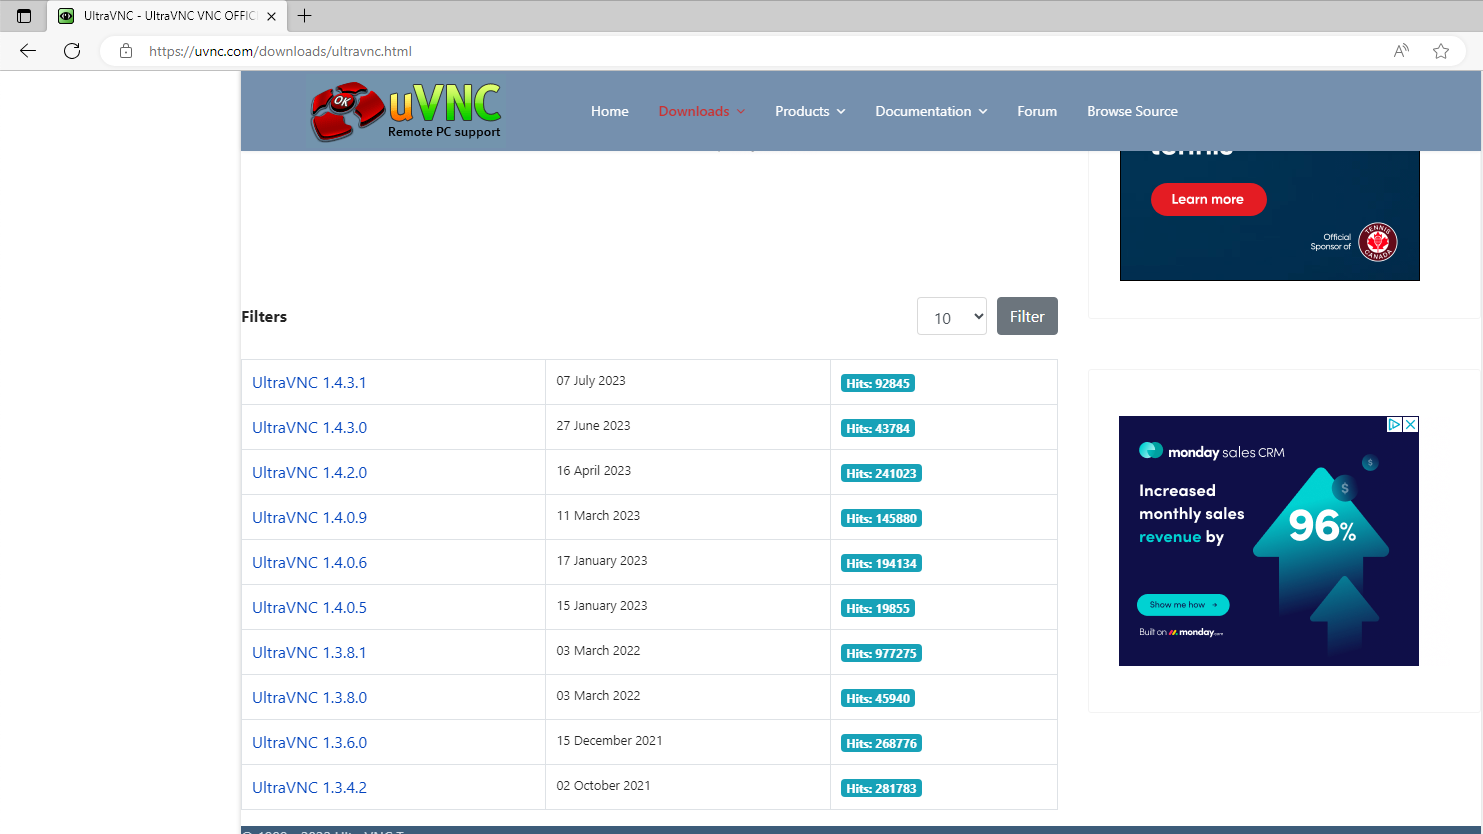 UltraVNC - UltraVNC VNC OFFIC
https://uvnc.com/downloads/ultravnc.html
OK
uVNC
Remote PC support
Home
Downloads
Products
Documentation
Forum
Browse Source
Learn more
Official
Sponsor of
TENNIS
CANADA
Filters
10
Filter
UltraVNC 1.4.3.1
07 July 2023
Hits: 92845
UltraVNC 1.4.3.0
27 June 2023
Hits: 43784
UltraVNC 1.4.2.0
16 April 2023
Hits: 241023
UltraVNC 1.4.0.9
11 March 2023
Hits: 145880
UltraVNC 1.4.0.6
17 January 2023
Hits: 194134
UltraVNC 1.4.0.5
15 January 2023
Hits: 19855
UltraVNC 1.3.8.1
03 March 2022
Hits: 977275
UltraVNC 1.3.8.0
03 March 2022
Hits: 45940
UltraVNC 1.3.6.0
15 December 2021
Hits: 268776
UltraVNC 1.3.4.2
02 October 2021
Hits: 281783
monday sales CRM
Increased
monthly sales
revenue by
96%
$
$
Show me how
Built on monday.com